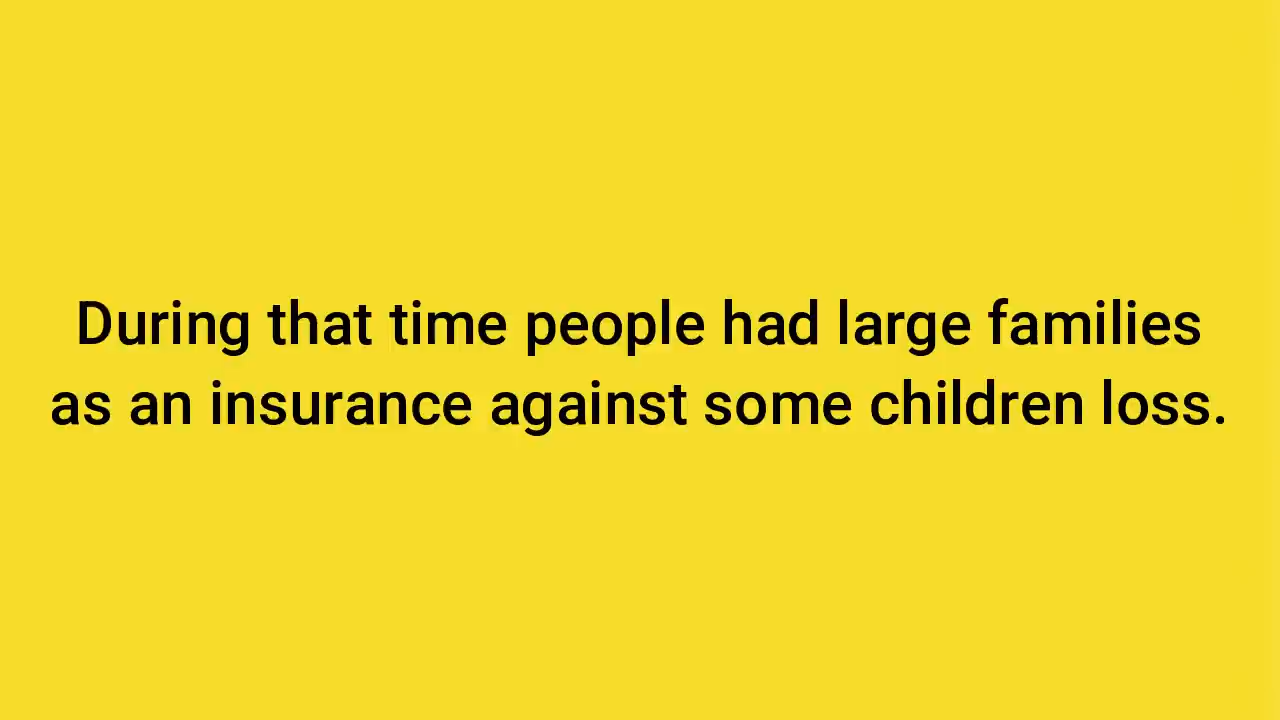 During that time people had large families
as an insurance against some children loss.